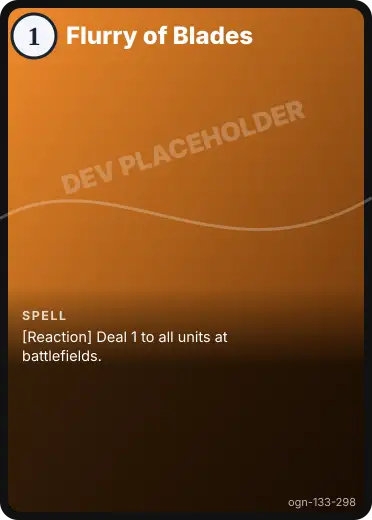 1 Flurry of Blades
DEV PLACEHOLDER
SPELL
[Reaction] Deal 1 to all units at
battlefields.
ogn-133-298